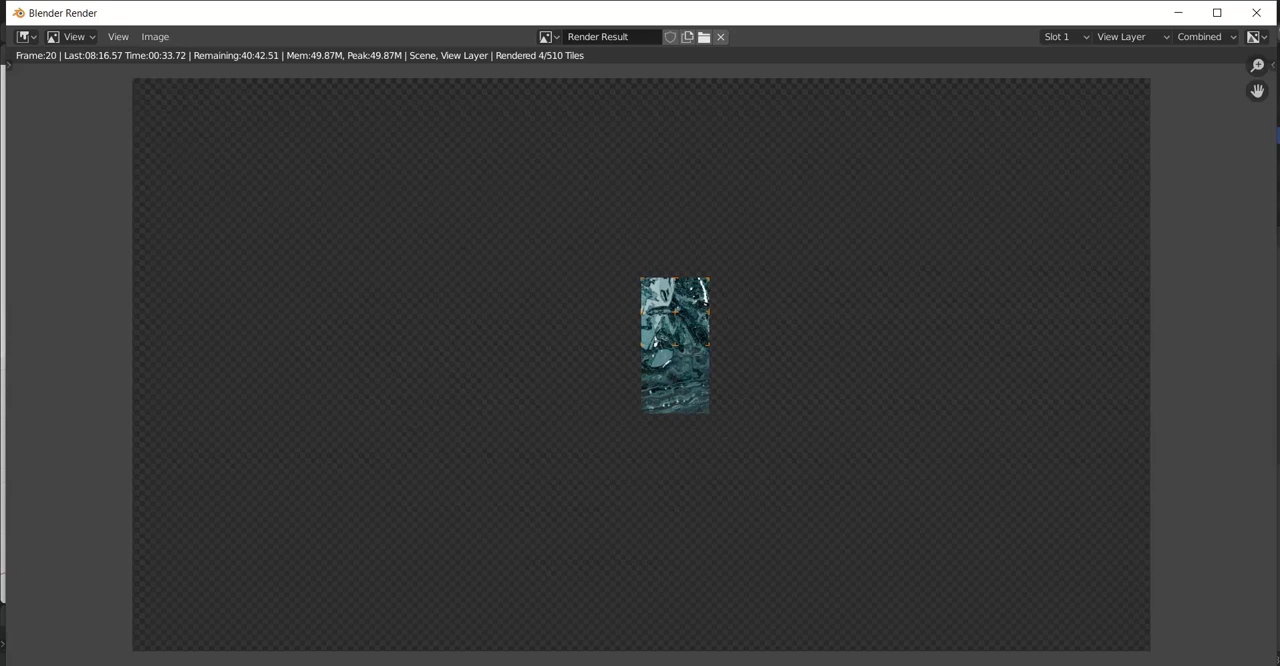 Blender Render
View View Image Render Result Slot 1 View Layer Combined
Frame:20 | Last:08:16.57 Time:00:33.72 | Remaining:40:42.51 | Mem:49.87M, Peak:49.87M | Scene, View Layer | Rendered 4/510 Tiles